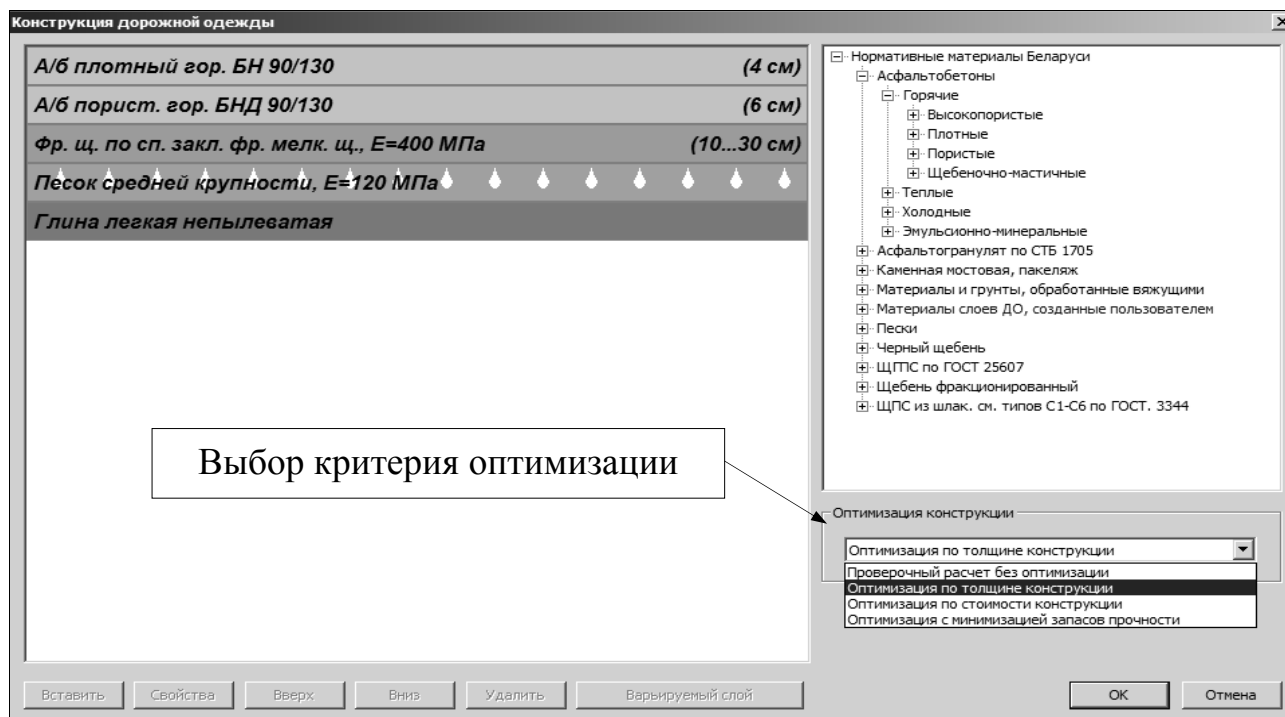 Конструкция дорожной одежды
А/б плотный гор. БН 90/130 (4 см)
А/б порист. гор. БНД 90/130 (6 см)
Фр. щ. по сп. закл. фр. мелк. щ., Е=400 МПа (10...30 см)
Песок средней крупности, Е=120 МПа
Глина легкая непылеватая
Нормативные материалы Беларуси
Асфальтобетоны
Горячие
Высокопористые
Плотные
Пористые
Щебеночно-мастичные
Теплые
Холодные
Эмульсионно-минеральные
Асфальтогранулят по СТБ 1705
Каменная мостовая, пакеляж
Материалы и грунты, обработанные вяжущими
Материалы слоев ДО, созданные пользователем
Пески
Черный щебень
ЩГПС по ГОСТ 25607
Щебень фракционированный
ЩПС из шлак. см. типов С1-С6 по ГОСТ. 3344
Выбор критерия оптимизации
Оптимизация конструкции
Оптимизация по толщине конструкции
Проверочный расчет без оптимизации
Оптимизация по толщине конструкции
Оптимизация по стоимости конструкции
Оптимизация с минимизацией запасов прочности
Вставить Свойства Вверх Вниз Удалить Варьируемый слой ОК Отмена